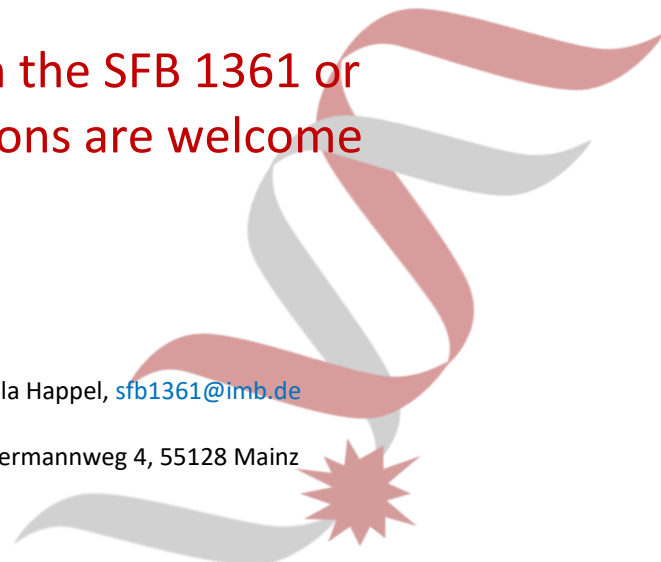 n the SFB 1361 or
ons are welcome
la Happel, sfb1361@imb.de
ermannweg 4, 55128 Mainz